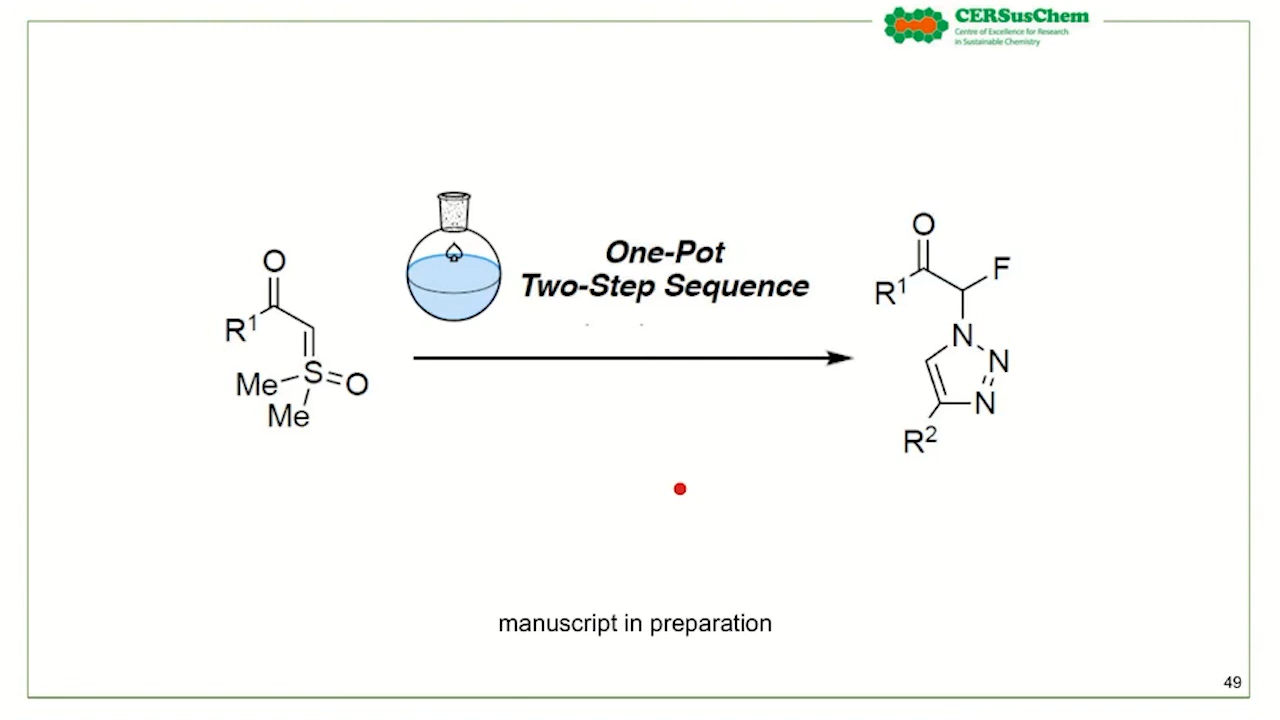 CERSusChem
Centre of Excellence for Research
in Sustainable Chemistry
O
R1
S
Me
O
Me
One-Pot
Two-Step Sequence
O
F
R1
N
N
N
R2
manuscript in preparation
49